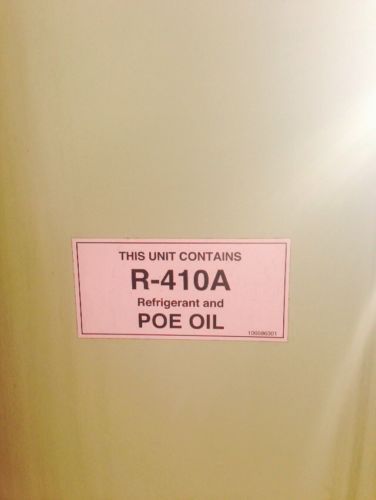 THIS UNIT CONTAINS
R-410A
Refrigerant and
POE OIL
100086301